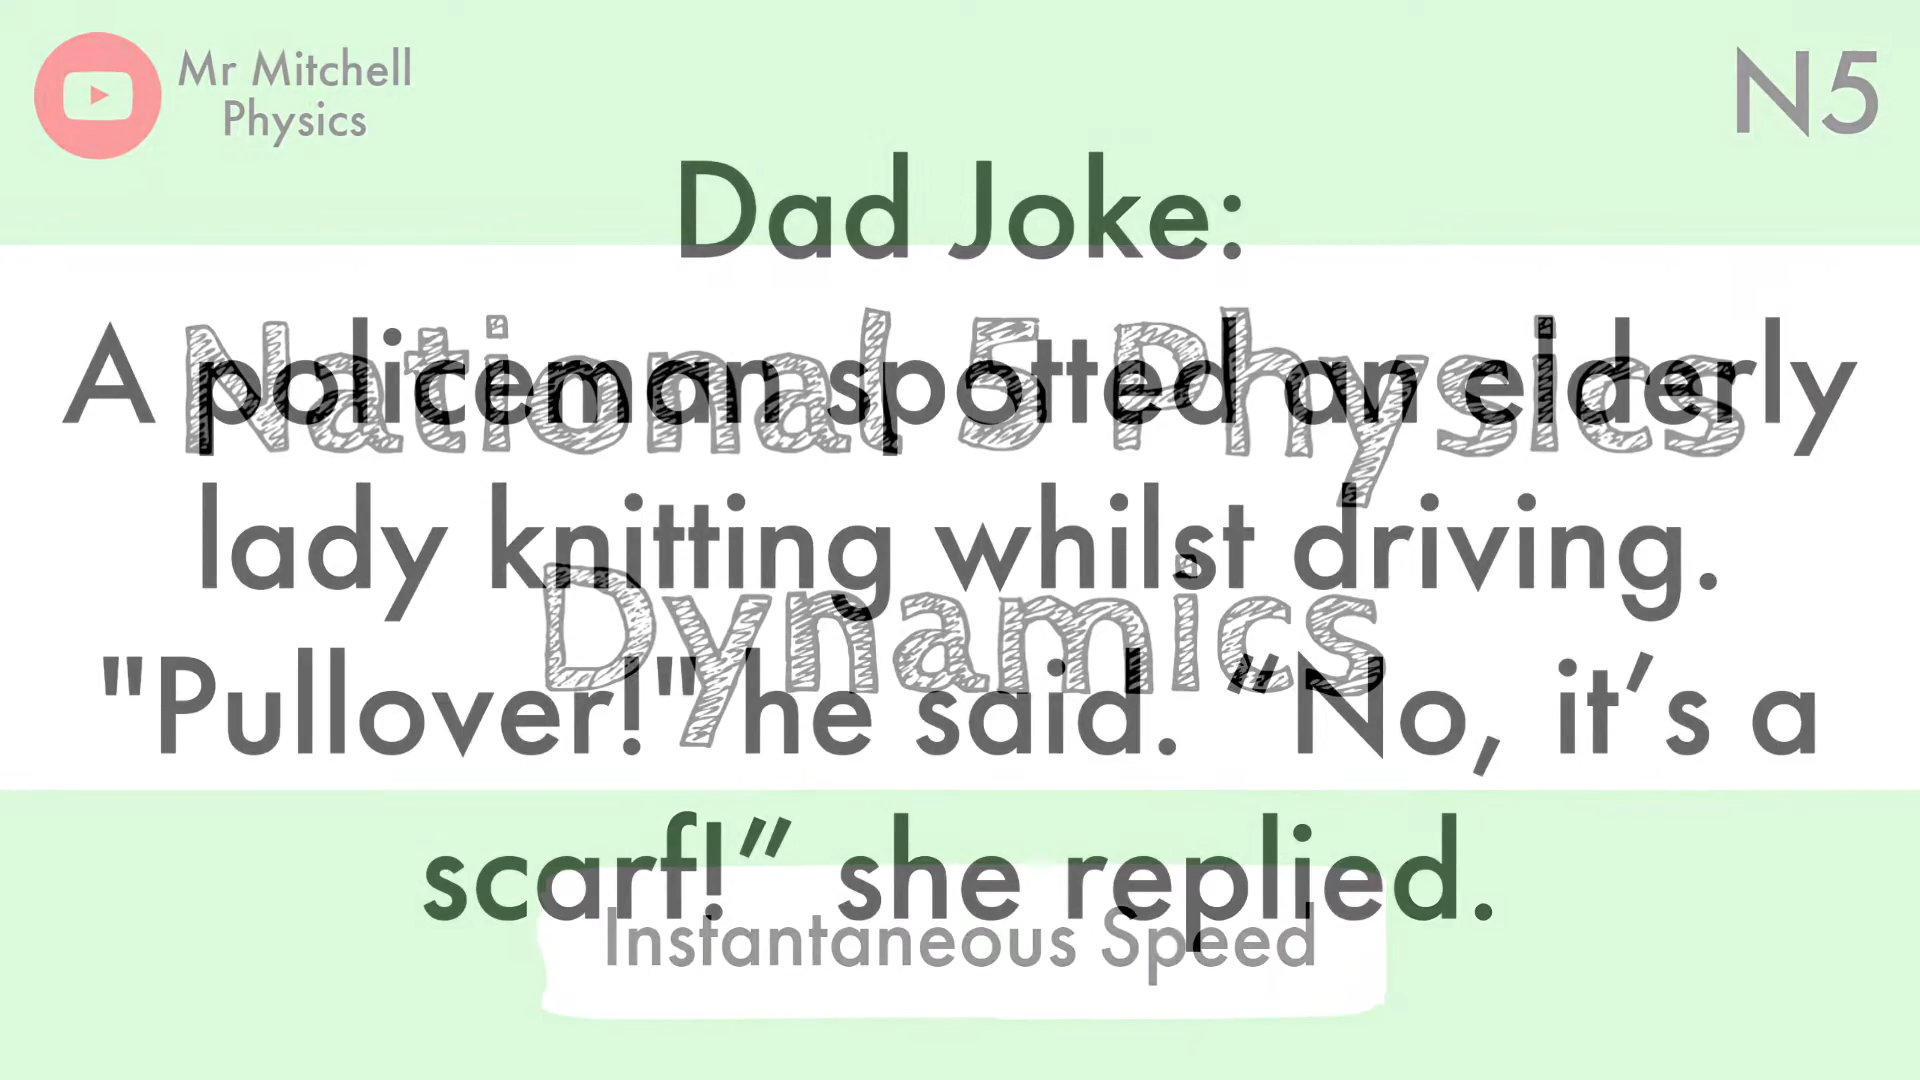 Mr Mitchell
Physics
N5
Dad Joke:
A policeman spotted an elderly
lady knitting whilst driving.
"Pullover!" he said. “No, it’s a
scarf!” she replied.
National 5 Physics
Dynamics
Instantaneous Speed